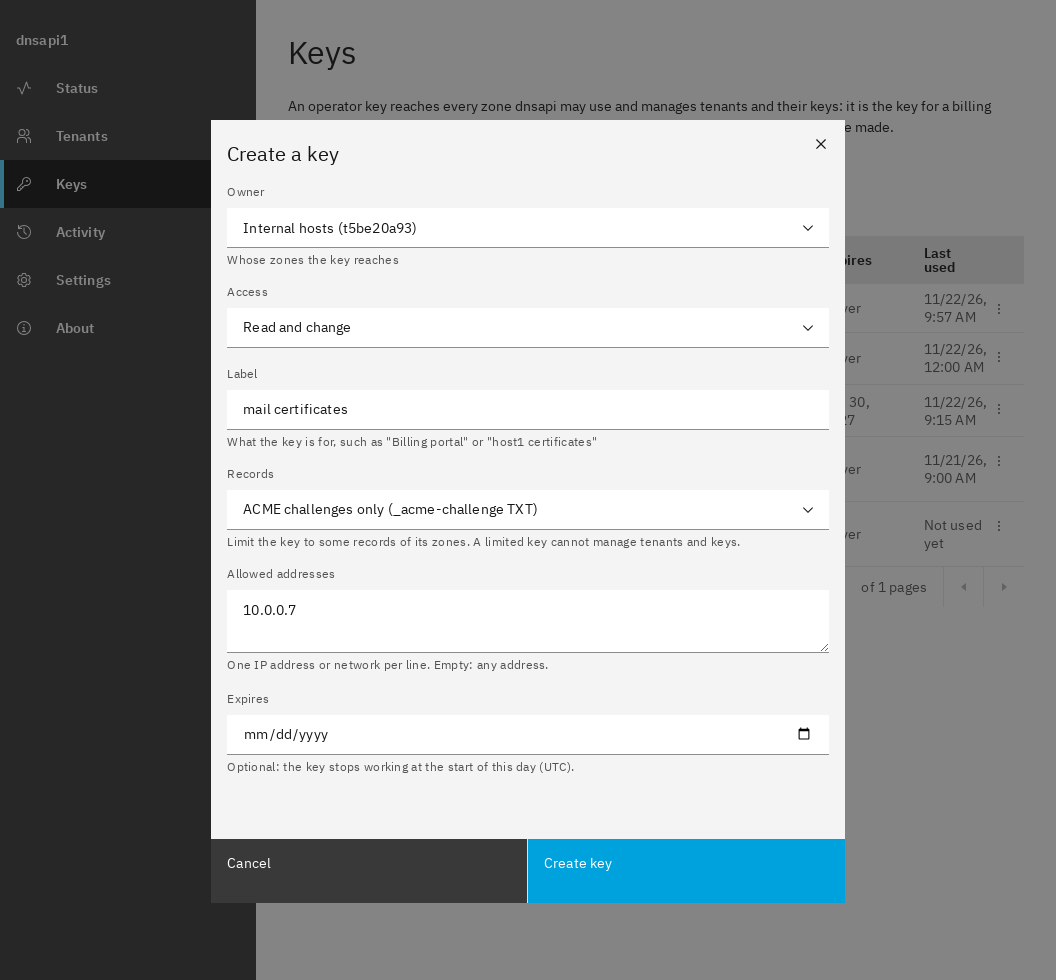 dnsapi1
Status
Tenants
Keys
Activity
Settings
About
Keys
An operator key reaches every zone dnsapi may use and manages tenants and their keys: it is the key for a billing
made.
Last
used
11/22/26,
9:57 AM
11/22/26,
12:00 AM
30,
11/22/26,
9:15 AM
11/21/26,
9:00 AM
Not used
yet
of 1 pages
Create a key
Owner
Internal hosts (t5be20a93)
Whose zones the key reaches
Access
Read and change
Label
mail certificates
What the key is for, such as "Billing portal" or "host1 certificates"
Records
ACME challenges only (_acme-challenge TXT)
Limit the key to some records of its zones. A limited key cannot manage tenants and keys.
Allowed addresses
10.0.0.7
One IP address or network per line. Empty: any address.
Expires
mm/dd/yyyy
Optional: the key stops working at the start of this day (UTC).
Cancel
Create key